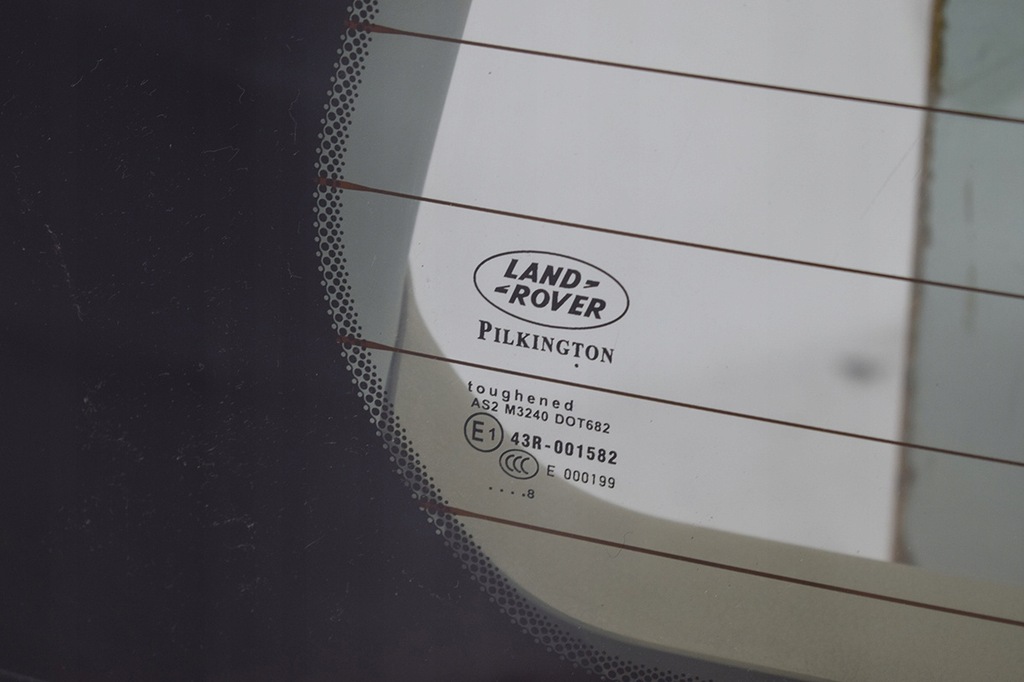 LAND-
-ROVER
PILKINGTON
toughened
AS2 M3240 DOT682
E1 43R-001582
CCC E 000199
....8